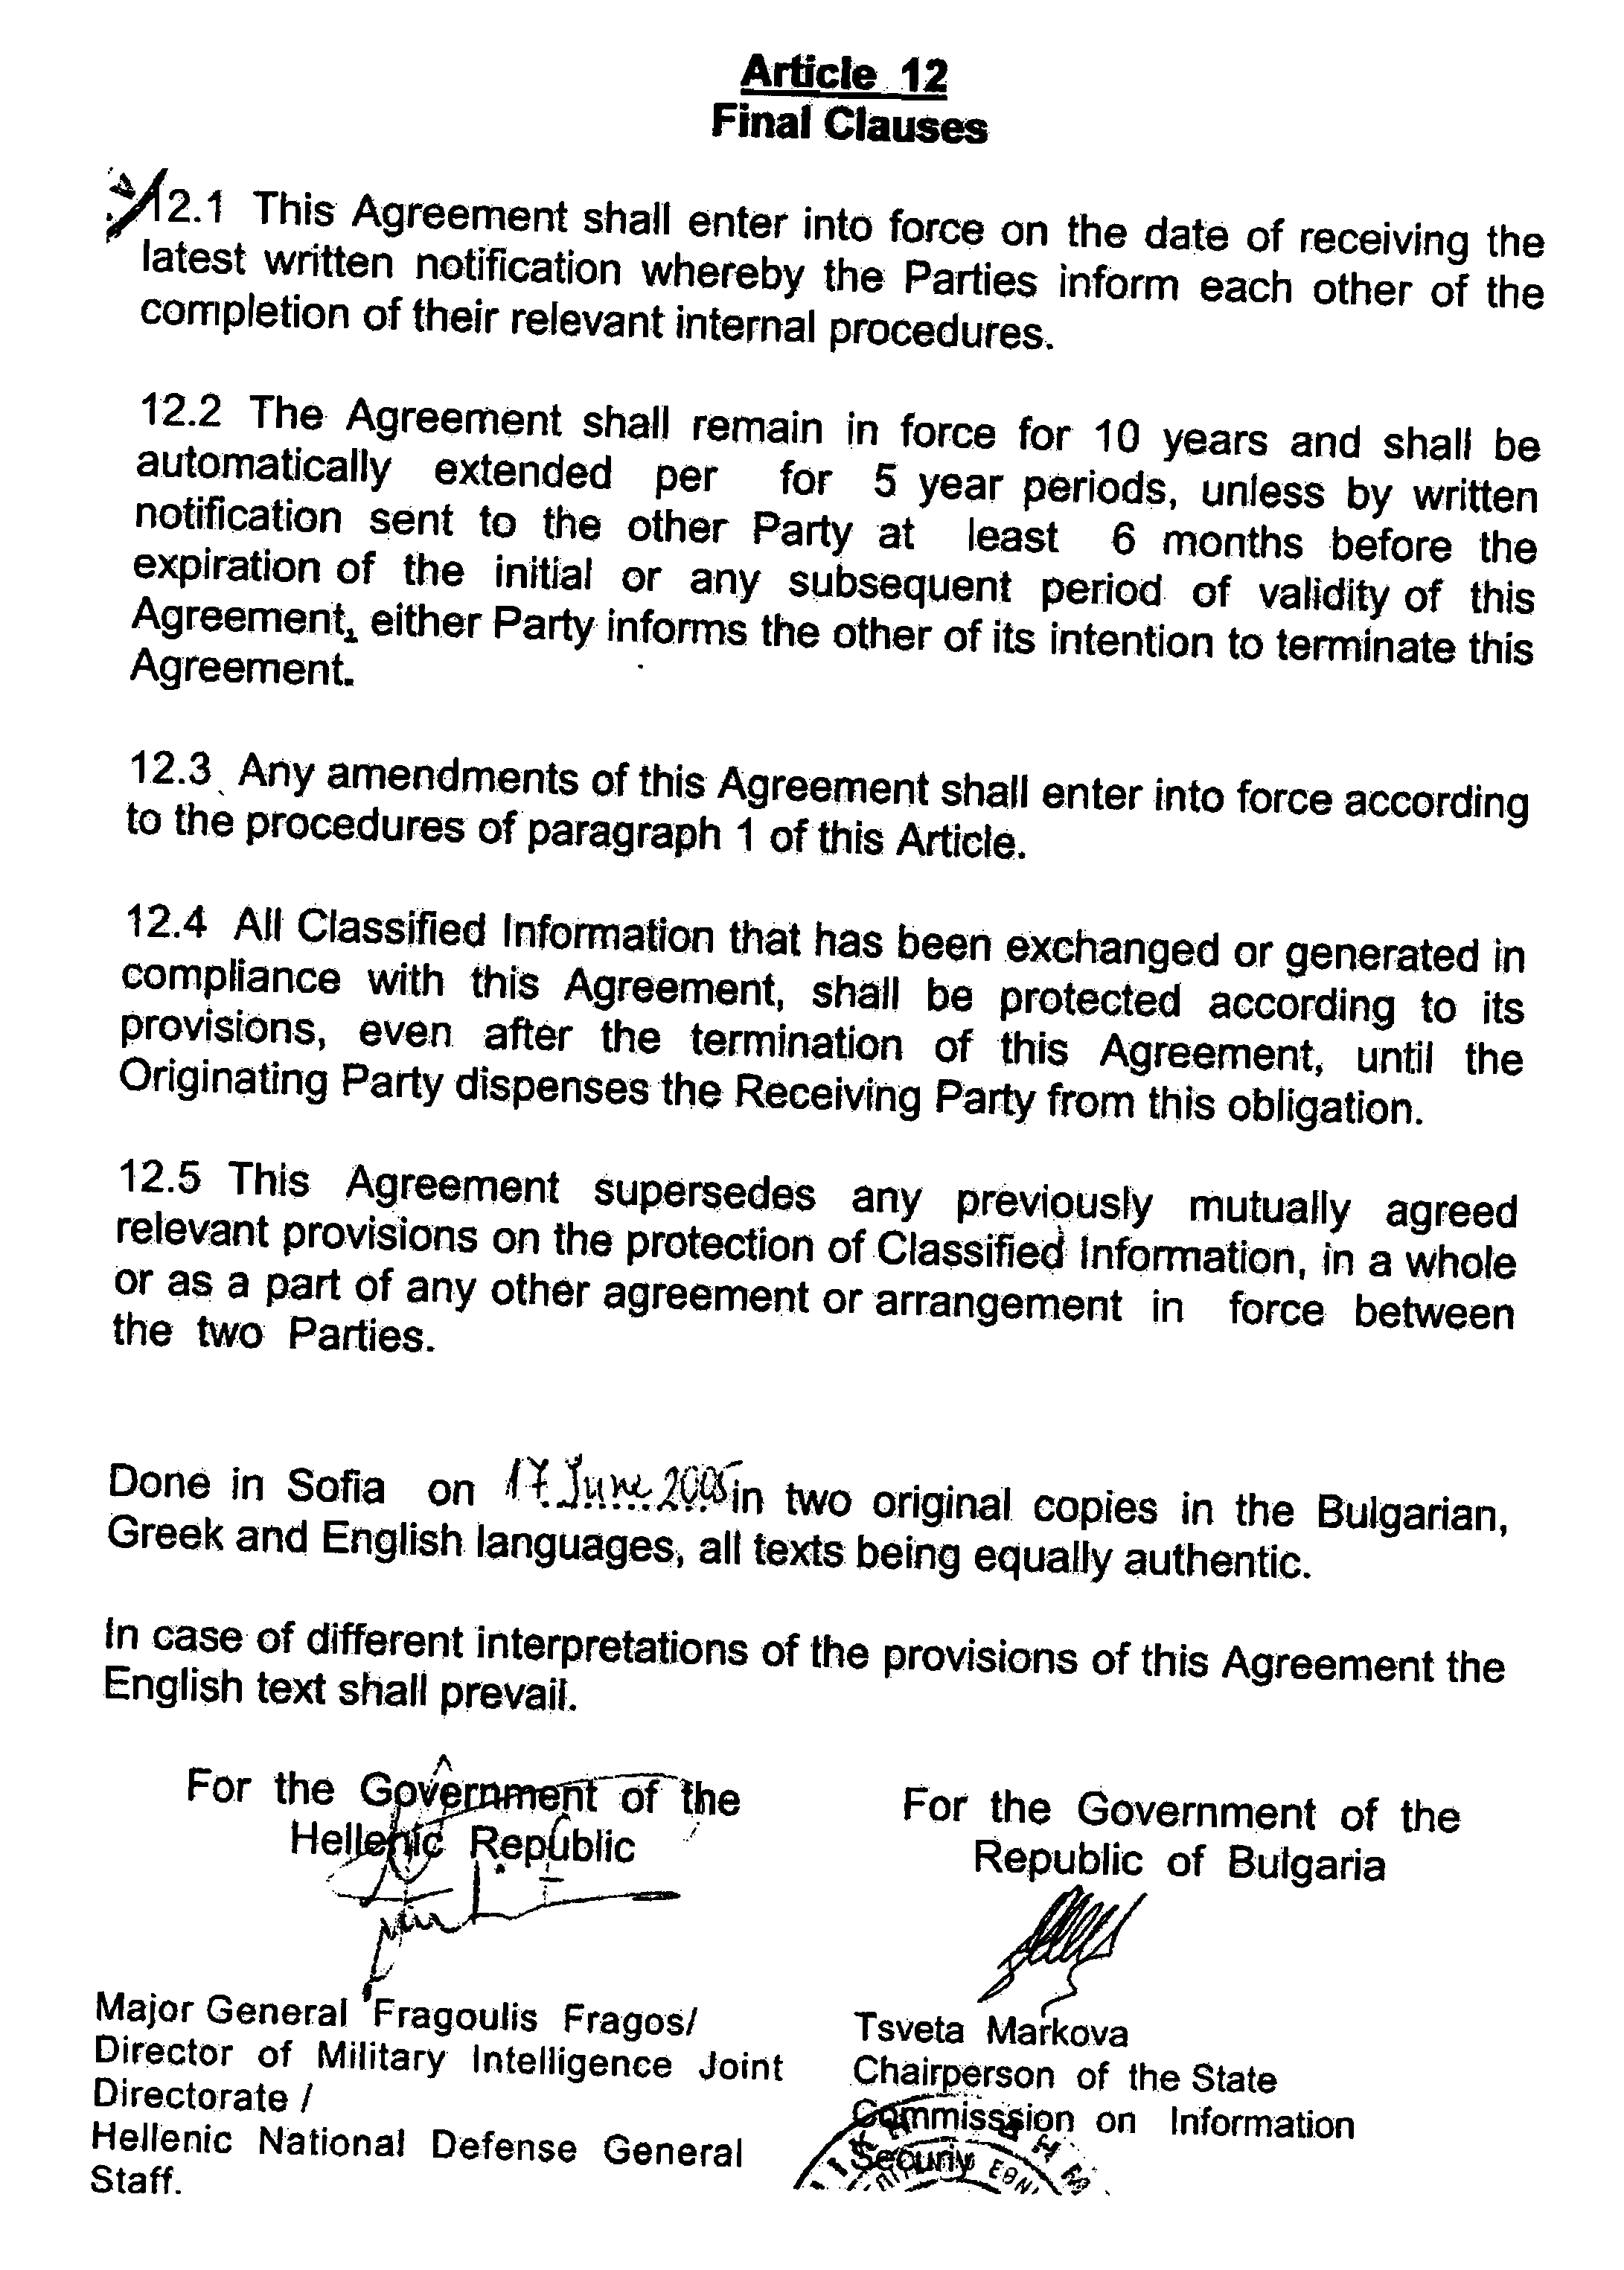 Article 12
Final Clauses
12.1 This Agreement shall enter into force on the date of receiving the
latest written notification whereby the Parties inform each other of the
completion of their relevant internal procedures.
12.2 The Agreement shall remain in force for 10 years and shall be
automatically extended per for 5 year periods, unless by written
notification sent to the other Party at least 6 months before the
expiration of the initial or any subsequent period of validity of this
Agreement, either Party informs the other of its intention to terminate this
Agreement.
12.3 Any amendments of this Agreement shall enter into force according
to the procedures of paragraph 1 of this Article.
12.4 All Classified Information that has been exchanged or generated in
compliance with this Agreement, shall be protected according to its
provisions, even after the termination of this Agreement, until the
Originating Party dispenses the Receiving Party from this obligation.
12.5 This Agreement supersedes any previously mutually agreed
relevant provisions on the protection of Classified Information, in a whole
or as a part of any other agreement or arrangement in force between
the two Parties.
Done in Sofia on 17 June 2005 in two original copies in the Bulgarian,
Greek and English languages, all texts being equally authentic.
In case of different interpretations of the provisions of this Agreement the
English text shall prevail.
For the Government of the
Hellenic Republic
Major General Fragoulis Fragos/
Director of Military Intelligence Joint
Directorate /
Hellenic National Defense General
Staff.
For the Government of the
Republic of Bulgaria
Tsveta Markova
Chairperson of the State
Commisssion on Information
Securiy